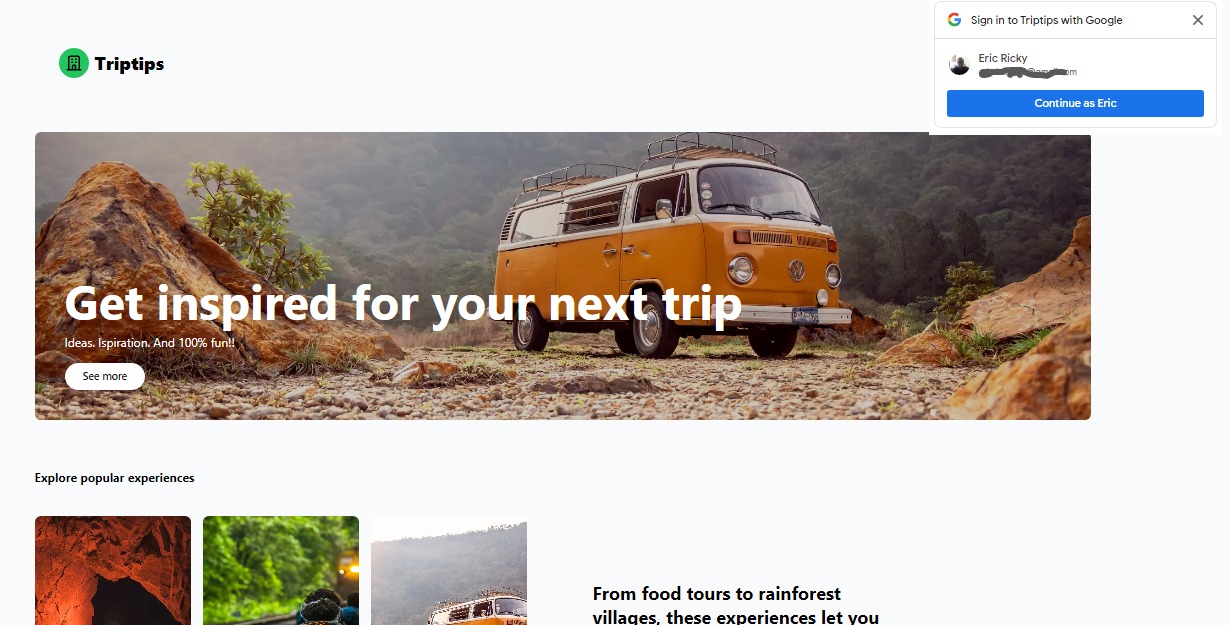 Sign in to Triptips with Google
Eric Ricky
Continue as Eric
Triptips
Get inspired for your next trip
Ideas. Ispiration. And 100% fun!!
See more
Explore popular experiences
From food tours to rainforest
villages, these experiences let you